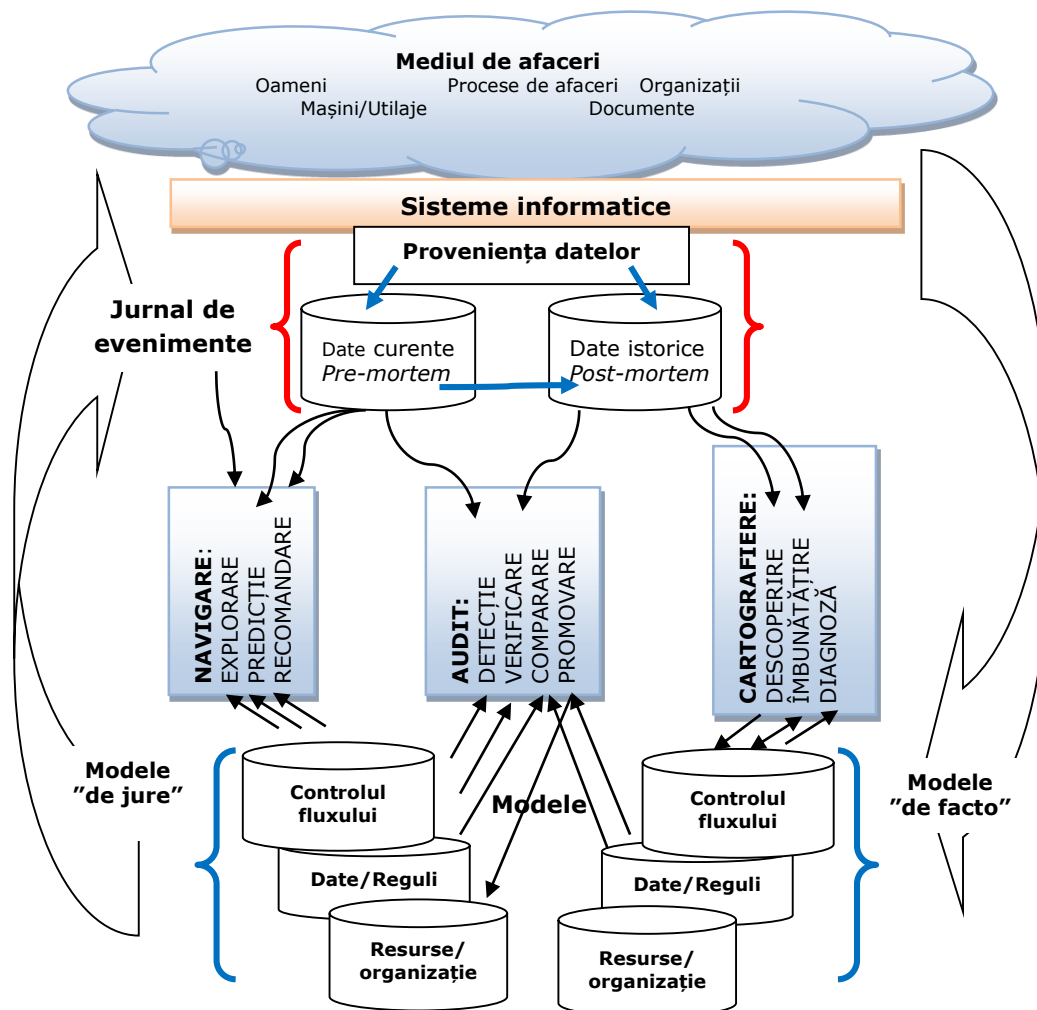 Mediul de afaceri
Oameni Procese de afaceri Organizații
Mașini/Utilaje Documente
Sisteme informatice
Proveniența datelor
Jurnal de
evenimente
Date curente
Pre-mortem
Date istorice
Post-mortem
NAVIGARE:
EXPLORARE
PREDICȚIE
RECOMANDARE
AUDIT:
DETECȚIE
VERIFICARE
COMPARARE
PROMOVARE
CARTOGRAFIERE:
DESCOPERIRE
ÎMBUNĂTĂȚIRE
DIAGNOZĂ
Modele
”de jure”
Controlul
fluxului
Date/Reguli
Resurse/
organizație
Modele
Controlul
fluxului
Date/Reguli
Resurse/
organizație
Modele
”de facto”